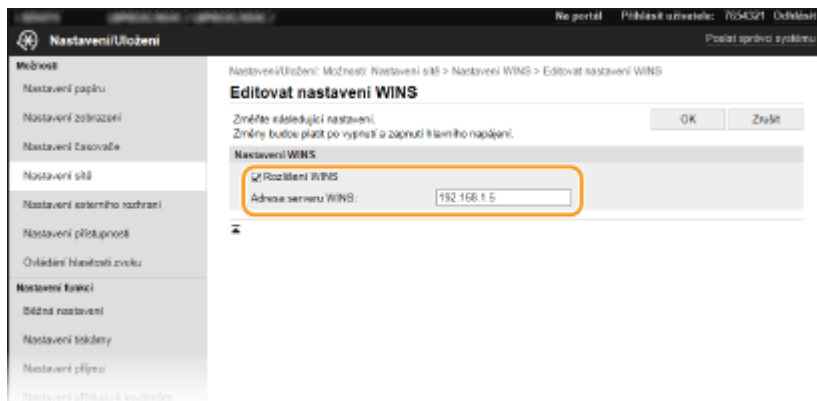 Na portál Přihlásit uživatele: 7654321 Odhlásit
Nastavení/Uložení
Poslat správci systému
Možnosti
Nastavení papíru
Nastavení zobrazení
Nastavení časovače
Nastavení sítě
Nastavení externího rozhraní
Nastavení přístupnosti
Ovládání hlasitosti zvuku
Nastavení funkcí
Běžná nastavení
Nastavení tiskárny
Nastavení příjmu
Nastavení/Uložení: Možnosti: Nastavení sítě > Nastavení WINS > Editovat nastavení WINS
Editovat nastavení WINS
Změňte následující nastavení.
Změny budou platit po vypnutí a zapnutí hlavního napájení.
OK
Zrušit
Nastavení WINS
Rozlišení WINS
Adresa serveru WINS:
192.168.1.5